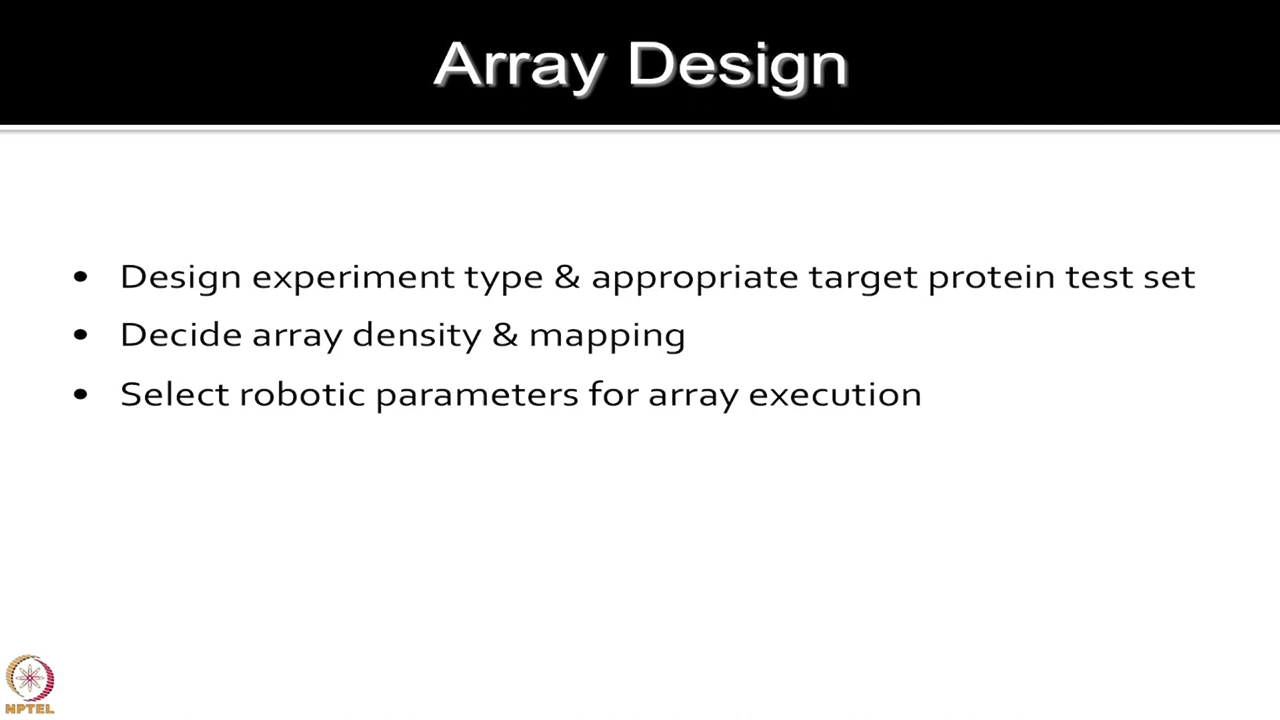 Array Design
• Design experiment type & appropriate target protein test set
• Decide array density & mapping
• Select robotic parameters for array execution
NPTEL